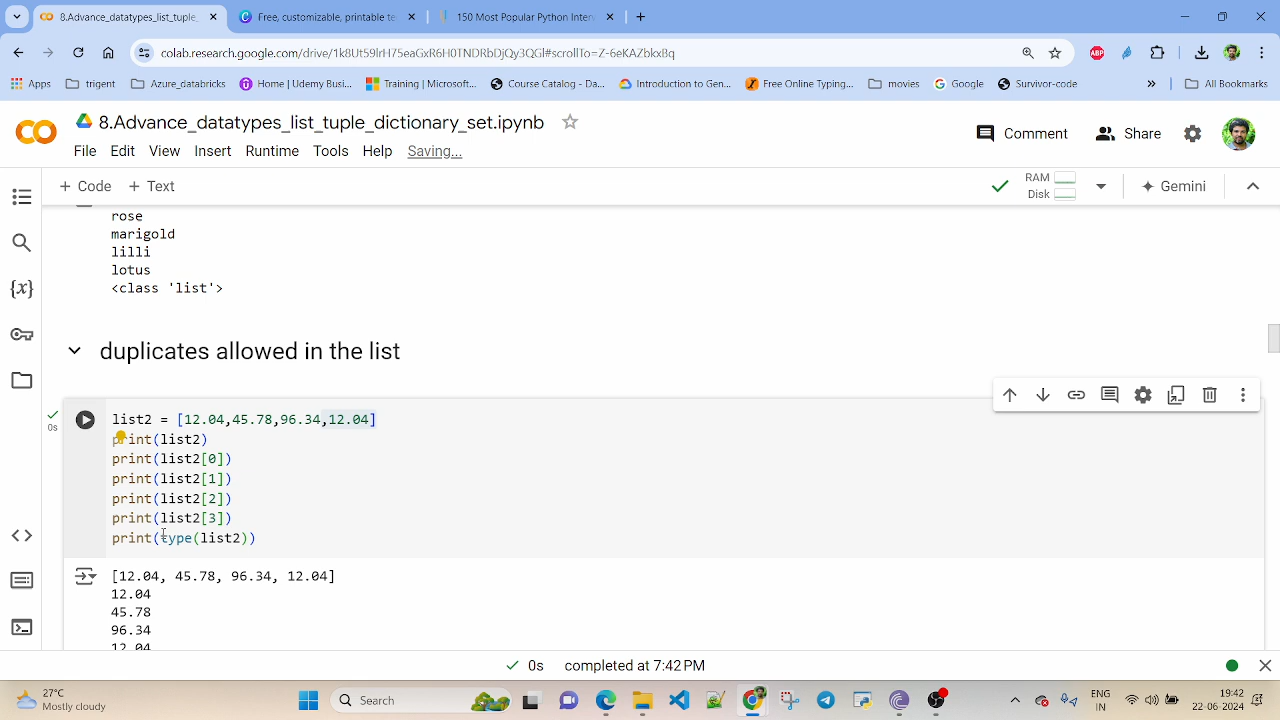 8.Advance_datatypes_list_tuple_
Free, customizable, printable te
150 Most Popular Python Inter
colab.research.google.com/drive/1k8Ut59lrH75eaGxR6H0TNDRbDjQy3QGl#scrollTo=Z-6eKAZbkxBq
ABP
Apps
trigent
Azure_databricks
Home | Udemy Busi...
Training | Microsoft...
Course Catalog - Da...
Introduction to Gen...
Free Online Typing...
movies
Google
Survivor-code
»
All Bookmarks
8.Advance_datatypes_list_tuple_dictionary_set.ipynb
Comment
Share
File Edit View Insert Runtime Tools Help Saving...
+ Code + Text
RAM
Disk
Gemini
rose
marigold
lilli
lotus
<class 'list'>
duplicates allowed in the list
0s
list2 = [12.04,45.78,96.34,12.04]
print(list2)
print(list2[0])
print(list2[1])
print(list2[2])
print(list2[3])
print(type(list2))
[12.04, 45.78, 96.34, 12.04]
12.04
45.78
96.34
12.04
0s completed at 7:42 PM
27°C
Mostly cloudy
Search
ENG
IN
19:42
22-06-2024